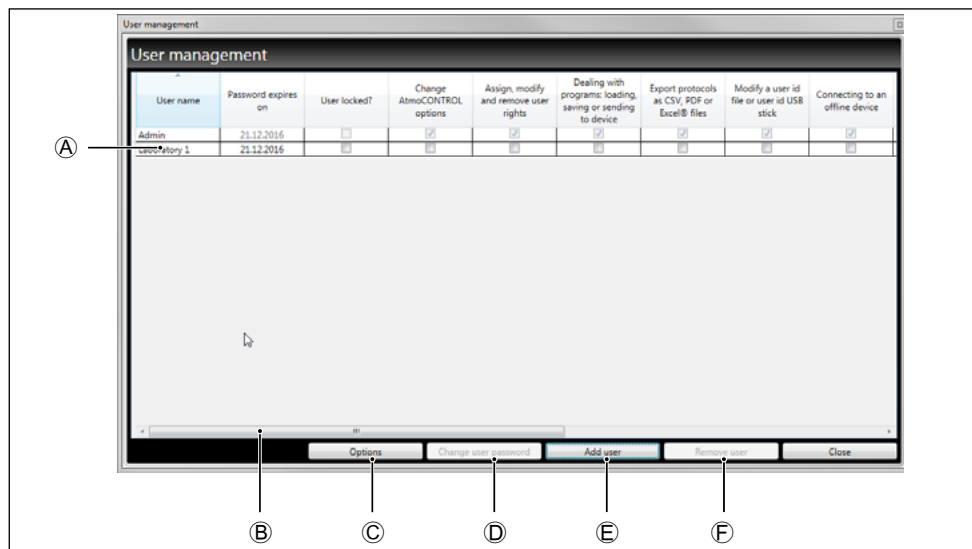 User management
User management
User name
Password expires
on
User locked?
Change
AtmoCONTROL
options
Assign, modify
and remove user
rights
Dealing with
programs: loading,
saving or sending
to device
Export protocols
as CSV, PDF or
Excel® files
Modify a user id
file or user id USB
stick
Connecting to an
offline device
Admin 21.12.2016
A
Laboratory 1 21.12.2016
Options Change user password Add user Remove user Close
B C D E F